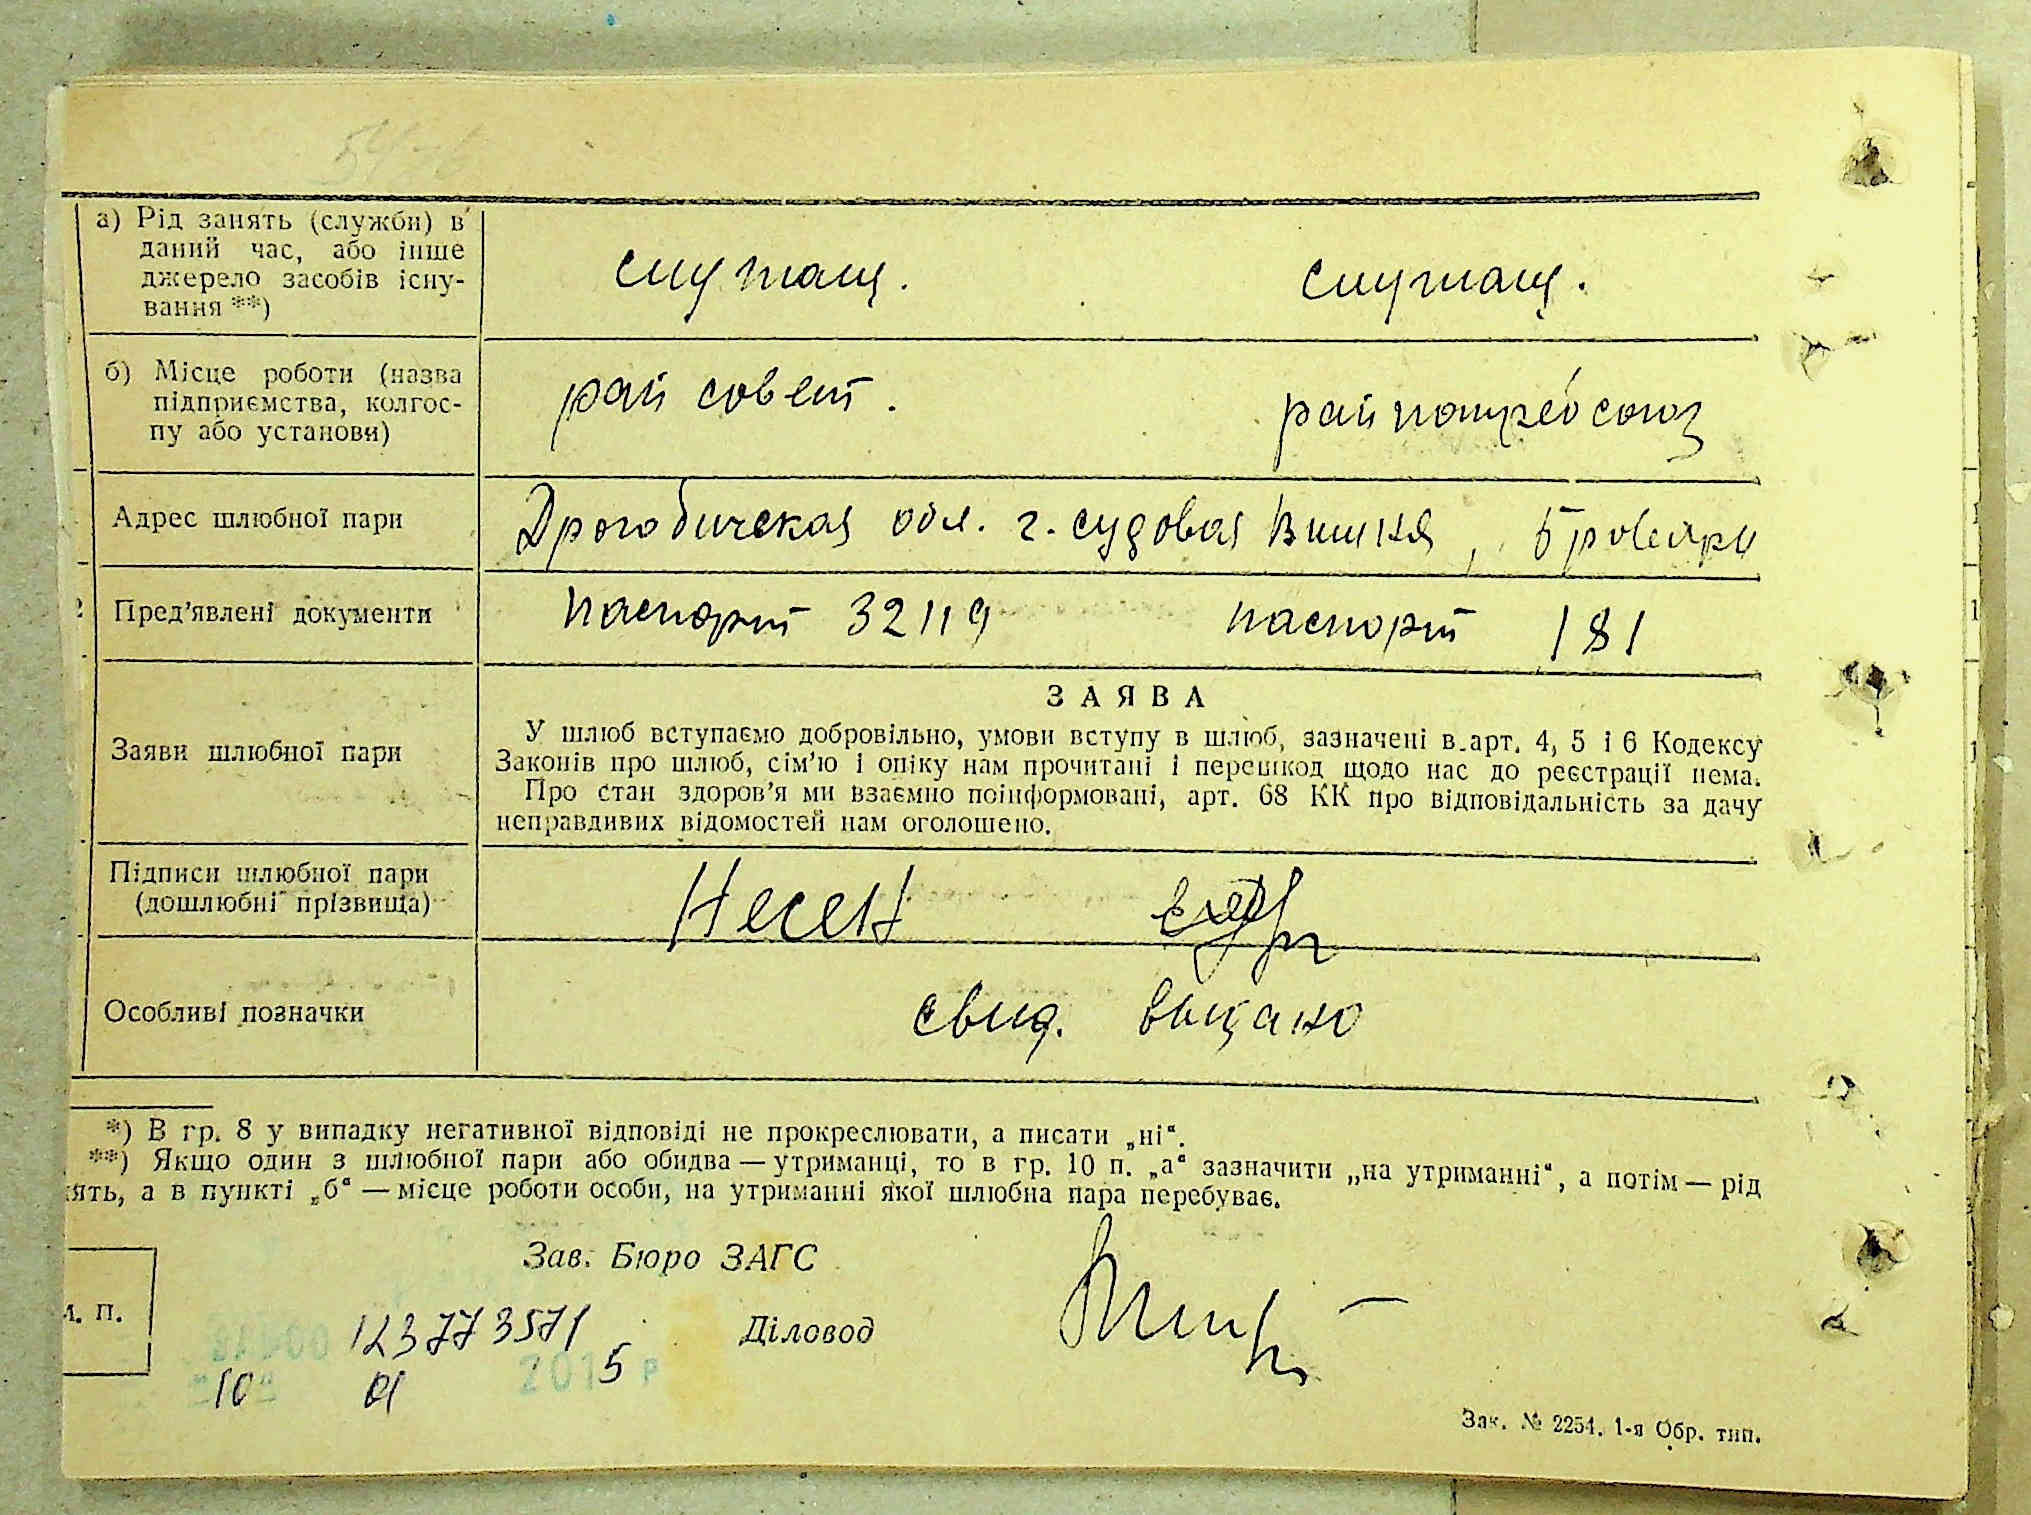 а) Рід занять (служби) в
даний час, або інше
джерело засобів існу-
вання **)
служащ. служащ.
б) Місце роботи (назва
підприємства, колгос-
пу або установи)
рай совет. райпотребсоюз
Адрес шлюбної пари
Дрогобичская обл. г. судовая Вишня, Бровари
Пред'явлені документи
паспорт 32119 паспорт 181
Заяви шлюбної пари
ЗАЯВА
У шлюб вступаємо добровільно, умови вступу в шлюб, зазначені в арт. 4, 5 і 6 Кодексу
Законів про шлюб, сім'ю і опіку нам прочитані і перешкод щодо нас до реєстрації нема.
Про стан здоров'я ми взаємно поінформовані, арт. 68 КК про відповідальність за дачу
неправдивих відомостей нам оголошено.
Підписи шлюбної пари
(дошлюбні прізвища)
Несен
Особливі позначки
свид. выдано
*) В гр. 8 у випадку негативної відповіді не прокреслювати, а писати „ні“.
**) Якщо один з шлюбної пари або обидва — утриманці, то в гр. 10 п. „а“ зазначити „на утриманні“, а потім — рід
ять, а в пункті „б“ — місце роботи особи, на утриманні якої шлюбна пара перебуває.
Зав. Бюро ЗАГС
М. П.
Діловод
123773571
"10" 01 2015 р
Зак. № 2254. 1-я Обр. тип.